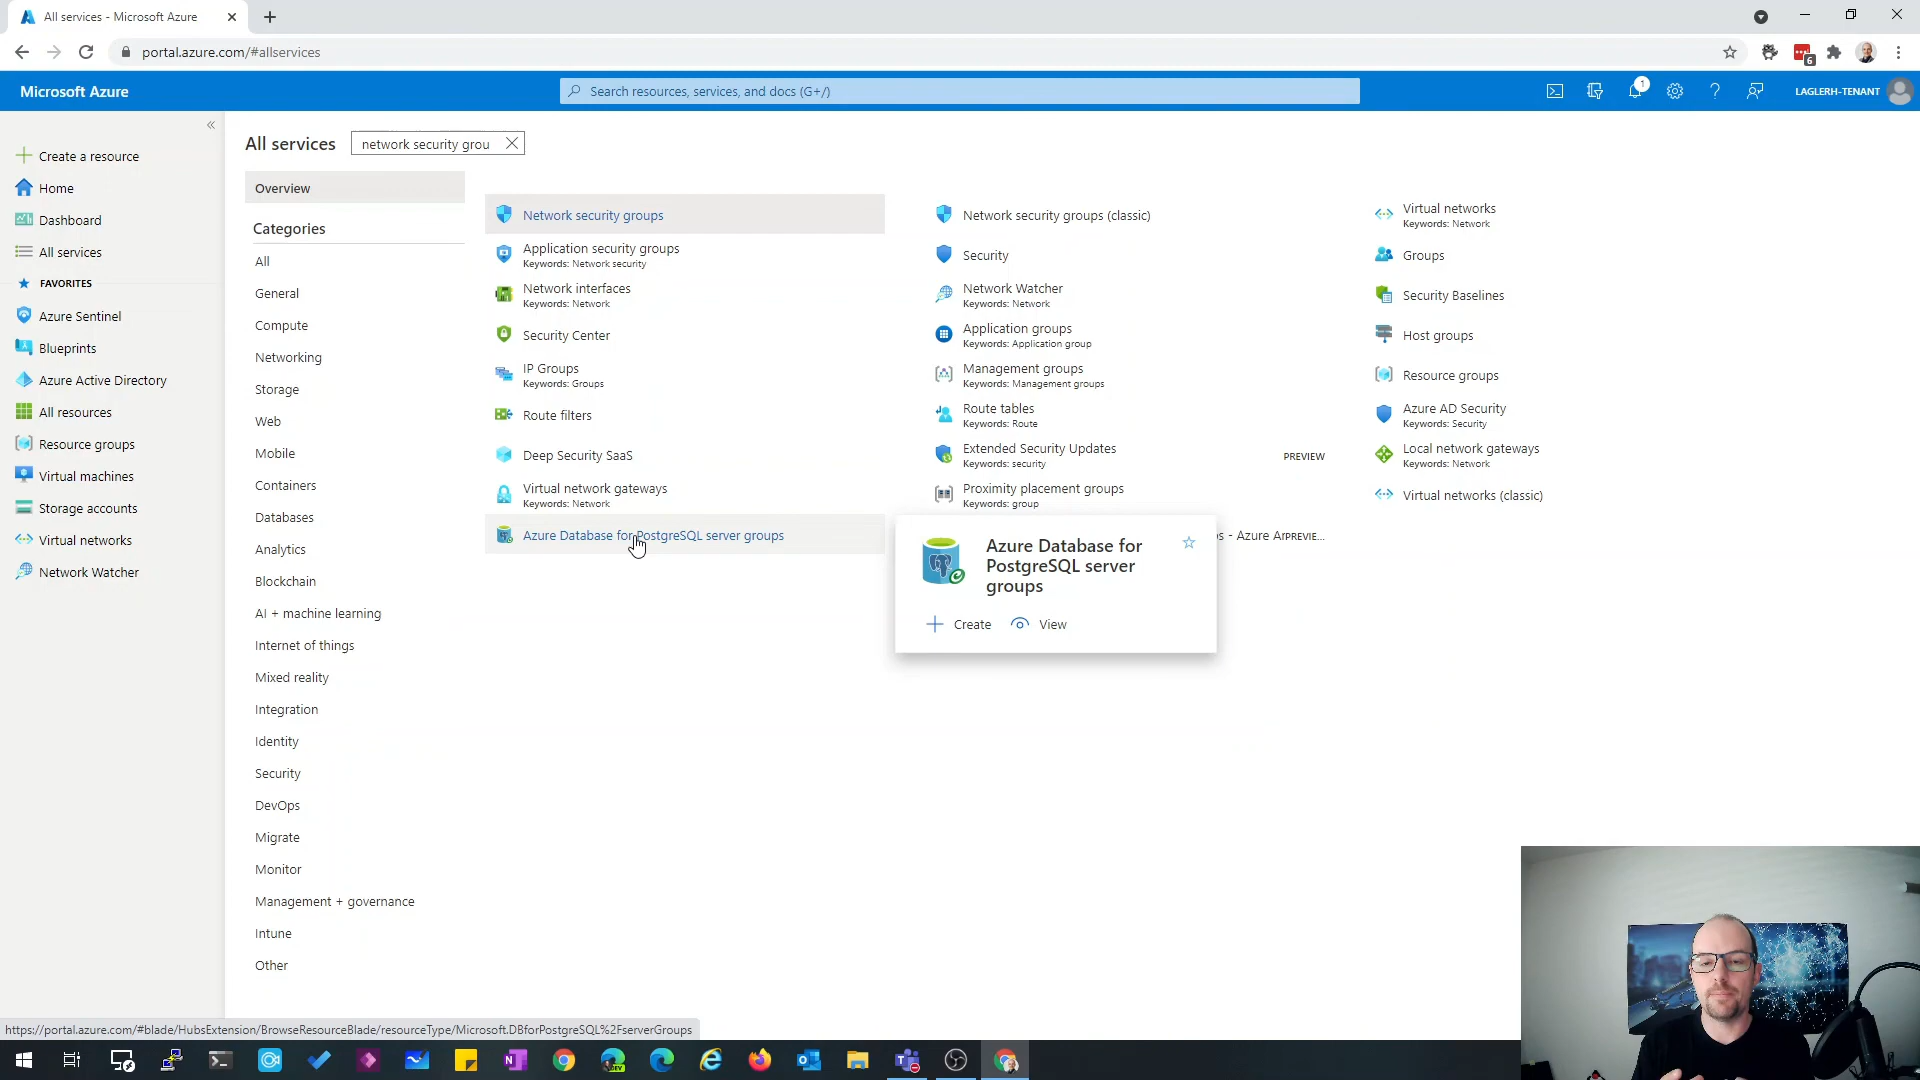 All services - Microsoft Azure
portal.azure.com/#allservices
6
Microsoft Azure
Search resources, services, and docs (G+/)
1
LAGLERH-TENANT
Create a resource
Home
Dashboard
All services
FAVORITES
Azure Sentinel
Blueprints
Azure Active Directory
All resources
Resource groups
Virtual machines
Storage accounts
Virtual networks
Network Watcher
All services
network security grou
Overview
Categories
All
General
Compute
Networking
Storage
Web
Mobile
Containers
Databases
Analytics
Blockchain
AI + machine learning
Internet of things
Mixed reality
Integration
Identity
Security
DevOps
Migrate
Monitor
Management + governance
Intune
Other
Network security groups
Application security groups
Keywords: Network security
Network interfaces
Keywords: Network
Security Center
IP Groups
Keywords: Groups
Route filters
Deep Security SaaS
Virtual network gateways
Keywords: Network
Azure Database for PostgreSQL server groups
Network security groups (classic)
Security
Network Watcher
Keywords: Network
Application groups
Keywords: Application group
Management groups
Keywords: Management groups
Route tables
Keywords: Route
Extended Security Updates
Keywords: security
PREVIEW
Proximity placement groups
Keywords: group
s - Azure Ar PREVIE...
Azure Database for
PostgreSQL server
groups
Create
View
Virtual networks
Keywords: Network
Groups
Security Baselines
Host groups
Resource groups
Azure AD Security
Keywords: Security
Local network gateways
Keywords: Network
Virtual networks (classic)
https://portal.azure.com/#blade/HubsExtension/BrowseResourceBlade/resourceType/Microsoft.DBforPostgreSQL%2FserverGroups